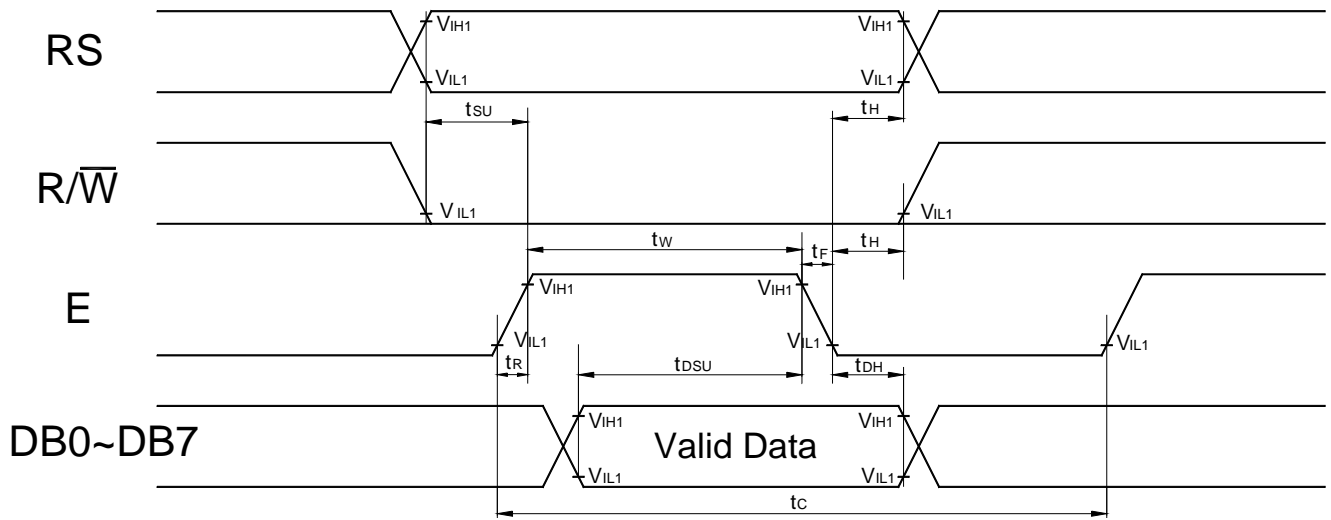 RS
VIH1
VIH1
VIL1
VIL1
tSU
tH
R/W̅
VIL1
VIL1
tW
tF
tH
E
VIH1
VIH1
VIL1
VIL1
VIL1
tR
tDSU
tDH
DB0~DB7
VIH1
Valid Data
VIH1
VIL1
VIL1
tC